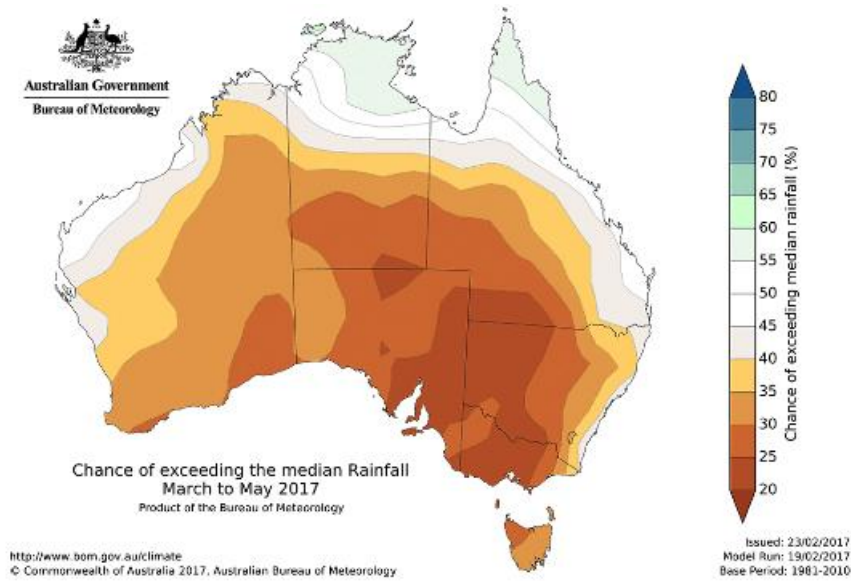 Australian Government
Bureau of Meteorology
80
75
70
65
60
55
50
45
40
35
30
25
20
Chance of exceeding median rainfall (%)
Chance of exceeding the median Rainfall
March to May 2017
Product of the Bureau of Meteorology
http://www.bom.gov.au/climate
© Commonwealth of Australia 2017, Australian Bureau of Meteorology
Issued: 23/02/2017
Model Run: 19/02/2017
Base Period: 1981-2010